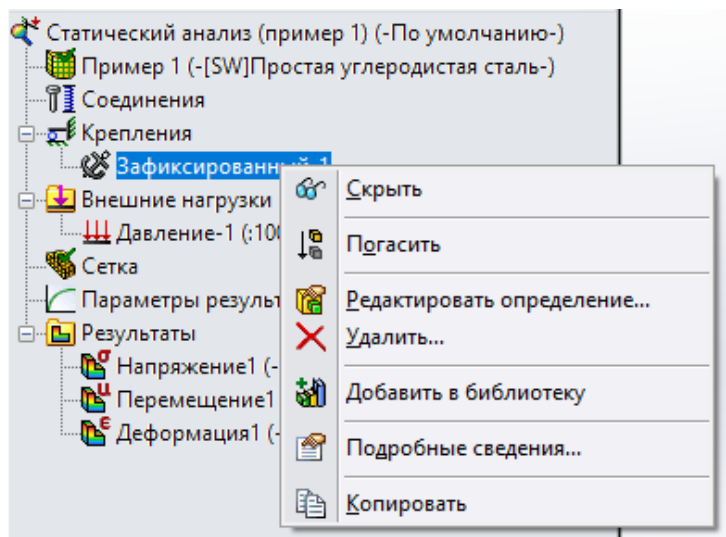 Статический анализ (пример 1) (-По умолчанию-)
Пример 1 (-[SW]Простая углеродистая сталь-)
Соединения
Крепления
Зафиксированный-1
Скрыть
Внешние нагрузки
Давление-1 (:100
Погасить
Сетка
Параметры результ
Редактировать определение...
Результаты
Удалить...
Напряжение1 (-
Перемещение1
Добавить в библиотеку
Деформация1 (-
Подробные сведения...
Копировать